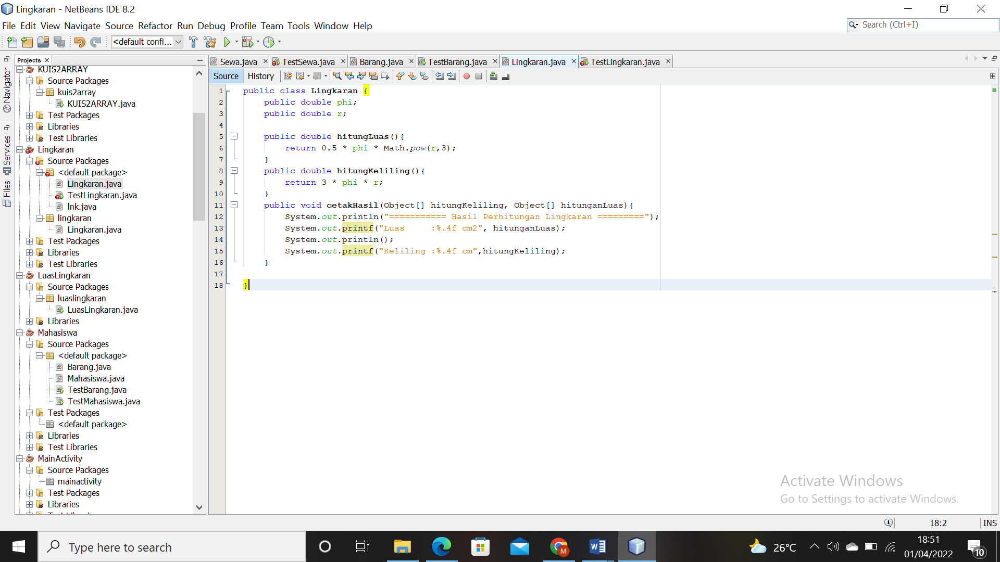 Lingkaran - NetBeans IDE 8.2
File Edit View Navigate Source Refactor Run Debug Profile Team Tools Window Help
Search (Ctrl+I)
<default confi...
Projects
Navigator
Services
Files
KUIS2ARRAY
Source Packages
kuis2array
KUIS2ARRAY.java
Test Packages
Libraries
Test Libraries
Lingkaran
Source Packages
<default package>
Lingkaran.java
TestLingkaran.java
lnk.java
lingkaran
Lingkaran.java
Test Packages
Libraries
Test Libraries
LuasLingkaran
Source Packages
luaslingkaran
LuasLingkaran.java
Libraries
Mahasiswa
Source Packages
<default package>
Barang.java
Mahasiswa.java
TestBarang.java
TestMahasiswa.java
Test Packages
<default package>
Libraries
Test Libraries
MainActivity
Source Packages
mainactivity
Test Packages
Libraries
Sewa.java TestSewa.java Barang.java TestBarang.java Lingkaran.java TestLingkaran.java
Source History
1 public class Lingkaran {
2 public double phi;
3 public double r;
4
5 public double hitungLuas(){
6 return 0.5 * phi * Math.pow(r,3);
7 }
8 public double hitungKeliling(){
9 return 3 * phi * r;
10 }
11 public void cetakHasil(Object[] hitungKeliling, Object[] hitunganLuas){
12 System.out.println("=========== Hasil Perhitungan Lingkaran =========");
13 System.out.printf("Luas     :%.4f cm2", hitunganLuas);
14 System.out.println();
15 System.out.printf("Keliling :%.4f cm",hitungKeliling);
16 }
17
18 }
Activate Windows
Go to Settings to activate Windows.
18:2 INS
Type here to search
26°C
18:51
01/04/2022
10